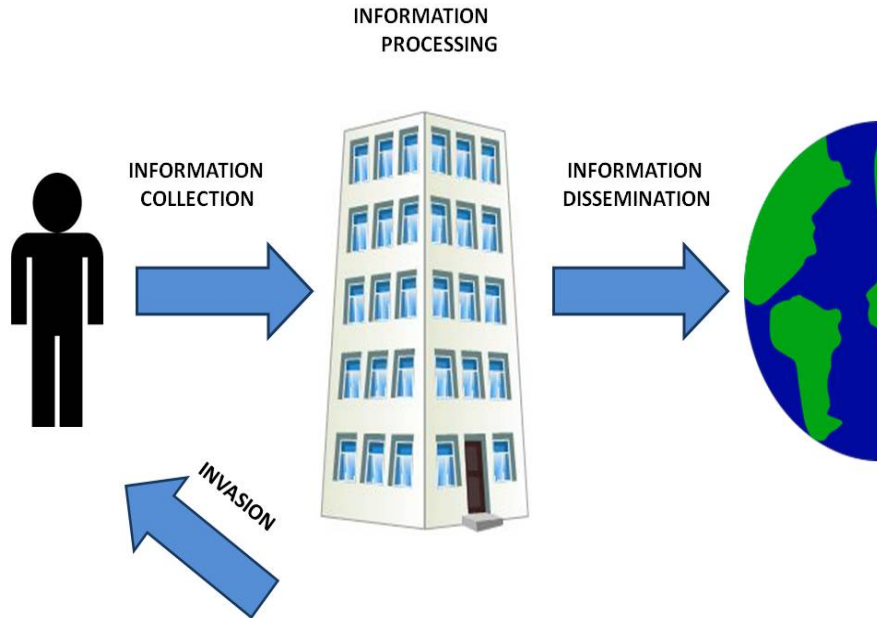 INFORMATION
PROCESSING
INFORMATION
COLLECTION
INFORMATION
DISSEMINATION
INVASION